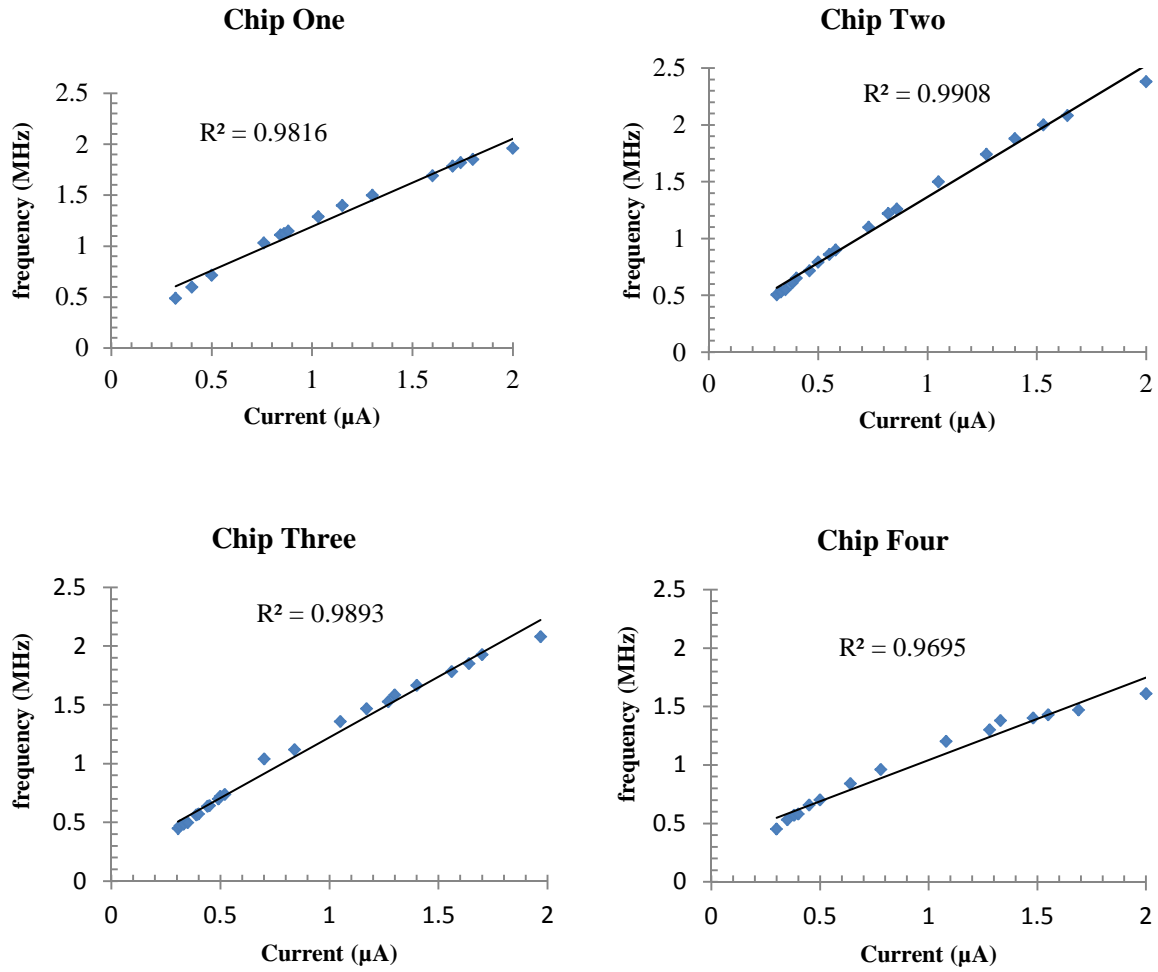 Chip One
R² = 0.9816
frequency (MHz)
2.5
2
1.5
1
0.5
0
0 0.5 1 1.5 2
Current (µA)
Chip Two
R² = 0.9908
frequency (MHz)
2.5
2
1.5
1
0.5
0
0 0.5 1 1.5 2
Current (µA)
Chip Three
R² = 0.9893
frequency (MHz)
2.5
2
1.5
1
0.5
0
0 0.5 1 1.5 2
Current (µA)
Chip Four
R² = 0.9695
frequency (MHz)
2.5
2
1.5
1
0.5
0
0 0.5 1 1.5 2
Current (µA)